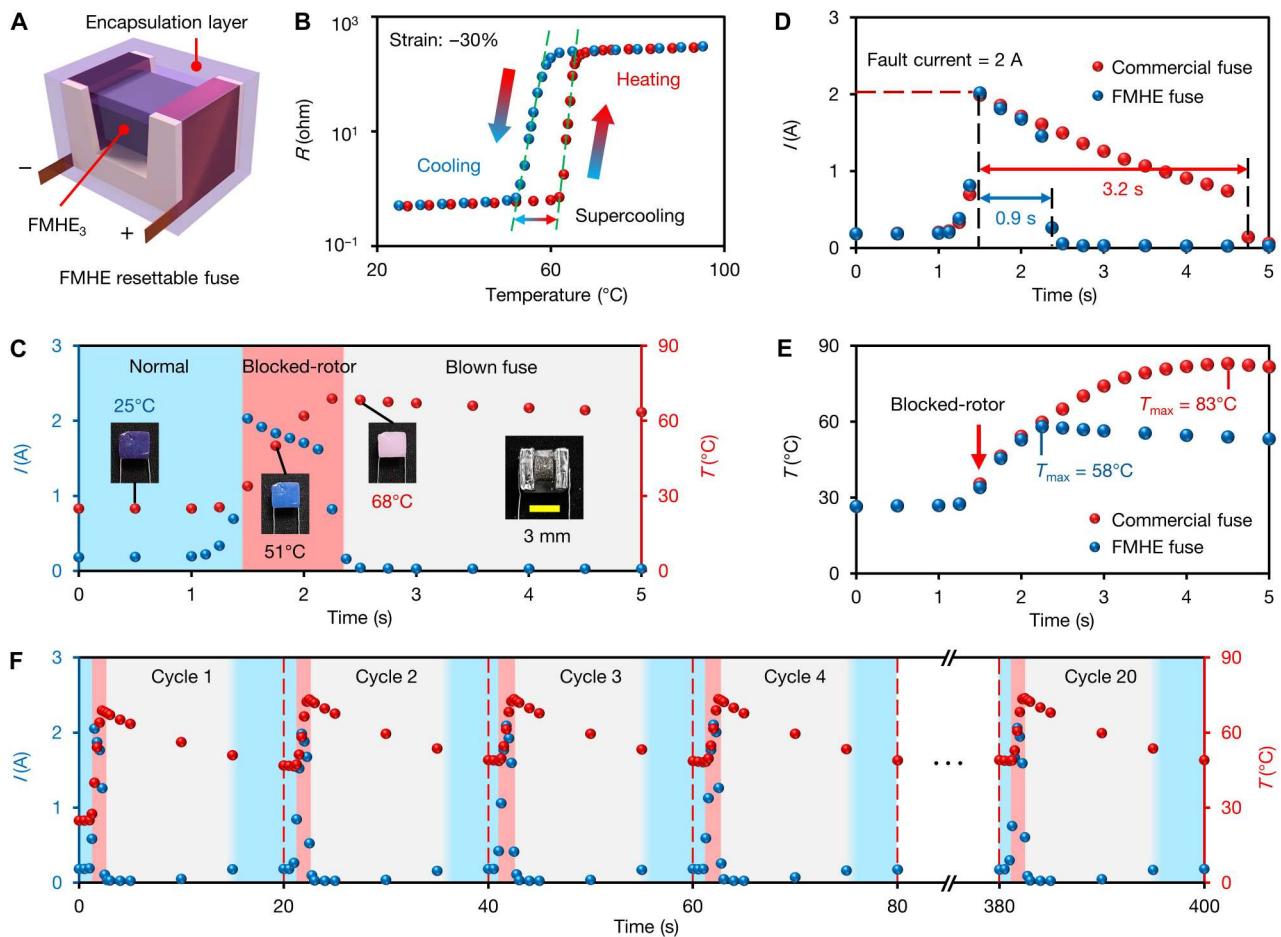 A
Encapsulation layer
−
FMHE₃
+
FMHE resettable fuse
B
Strain: −30%
Heating
Cooling
Supercooling
R (ohm)
10³
10¹
10⁻¹
20
60
100
Temperature (°C)
D
Fault current = 2 A
Commercial fuse
FMHE fuse
3.2 s
0.9 s
I (A)
3
2
1
0
0
1
2
3
4
5
Time (s)
C
Normal
Blocked-rotor
Blown fuse
25°C
51°C
68°C
3 mm
I (A)
3
2
1
0
T (°C)
90
60
30
0
0
1
2
3
4
5
Time (s)
E
Blocked-rotor
Tmax = 83°C
Tmax = 58°C
Commercial fuse
FMHE fuse
T (°C)
90
60
30
0
0
1
2
3
4
5
Time (s)
F
Cycle 1
Cycle 2
Cycle 3
Cycle 4
Cycle 20
...
I (A)
3
2
1
0
T (°C)
90
60
30
0
0
20
40
60
80
380
400
Time (s)